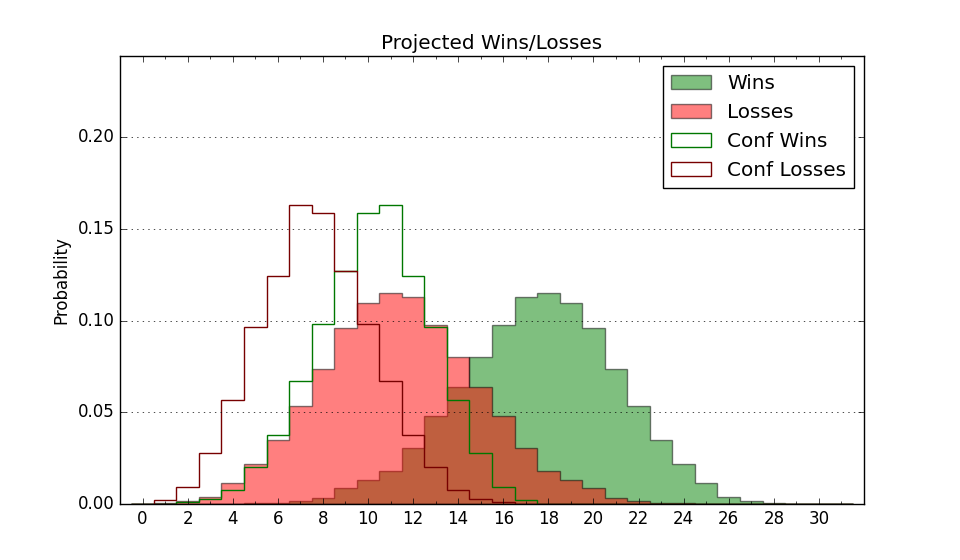 Projected Wins/Losses
Wins
Losses
Conf Wins
Conf Losses
Probability
0.20
0.15
0.10
0.05
0.00
0 2 4 6 8 10 12 14 16 18 20 22 24 26 28 30